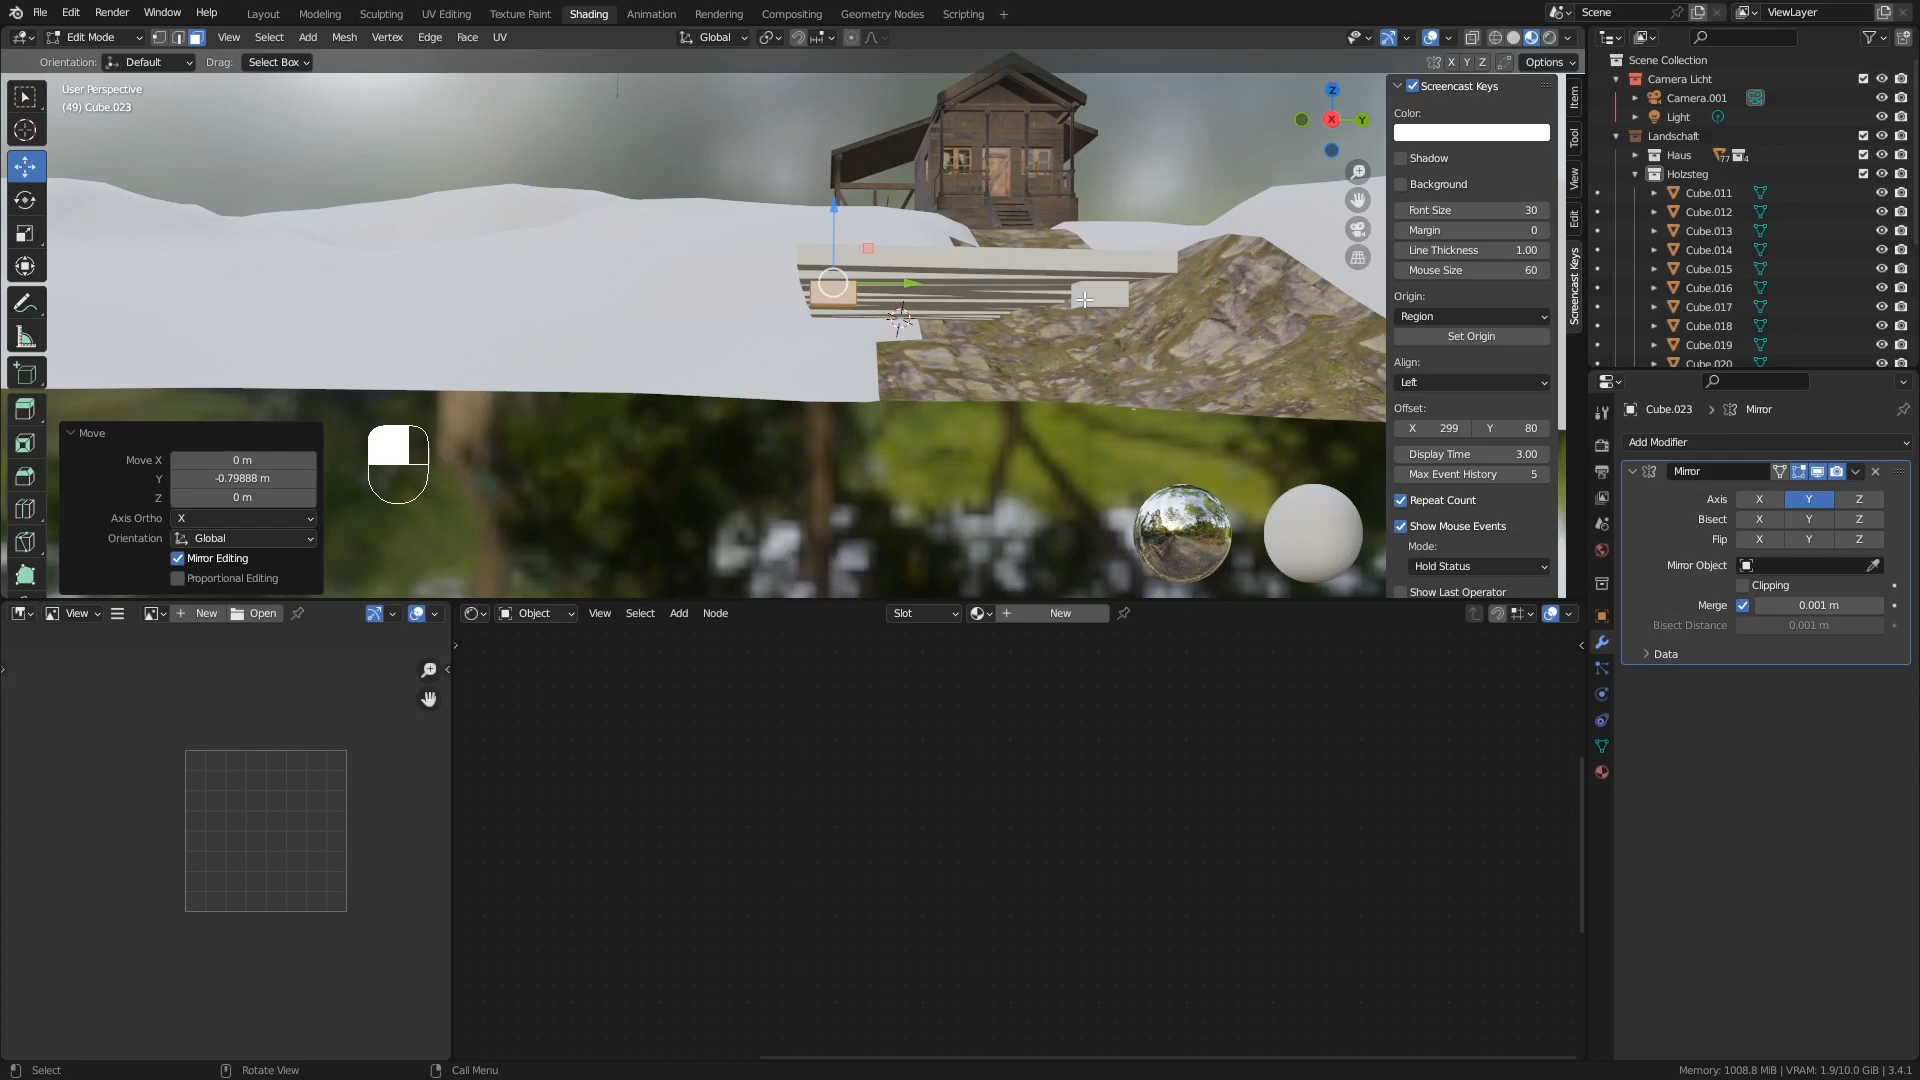 File Edit Render Window Help Layout Modeling Sculpting UV Editing Texture Paint Shading Animation Rendering Compositing Geometry Nodes Scripting + Scene ViewLayer
Edit Mode View Select Add Mesh Vertex Edge Face UV Global
Orientation: Default Drag: Select Box X Y Z Options
User Perspective
(49) Cube.023
Z
X
Y
Screencast Keys
Color:
Shadow
Background
Font Size 30
Margin 0
Line Thickness 1.00
Mouse Size 60
Origin:
Region
Set Origin
Align:
Left
Offset:
X 299 Y 80
Display Time 3.00
Max Event History 5
Repeat Count
Show Mouse Events
Mode:
Hold Status
Show Last Operator
Item
Tool
View
Edit
Screencast Keys
Scene Collection
Camera Licht
Camera.001
Light
Landschaft
Haus 77 4
Holzsteg
Cube.011
Cube.012
Cube.013
Cube.014
Cube.015
Cube.016
Cube.017
Cube.018
Cube.019
Cube.020
Cube.023 > Mirror
Add Modifier
Mirror
Axis X Y Z
Bisect X Y Z
Flip X Y Z
Mirror Object
Clipping
Merge 0.001 m
Bisect Distance 0.001 m
Data
Move
Move X 0 m
Y -0.79888 m
Z 0 m
Axis Ortho X
Orientation Global
Mirror Editing
Proportional Editing
View New Open
Object View Select Add Node Slot New
Select Rotate View Call Menu Memory: 1008.8 MiB | VRAM: 1.9/10.0 GiB | 3.4.1